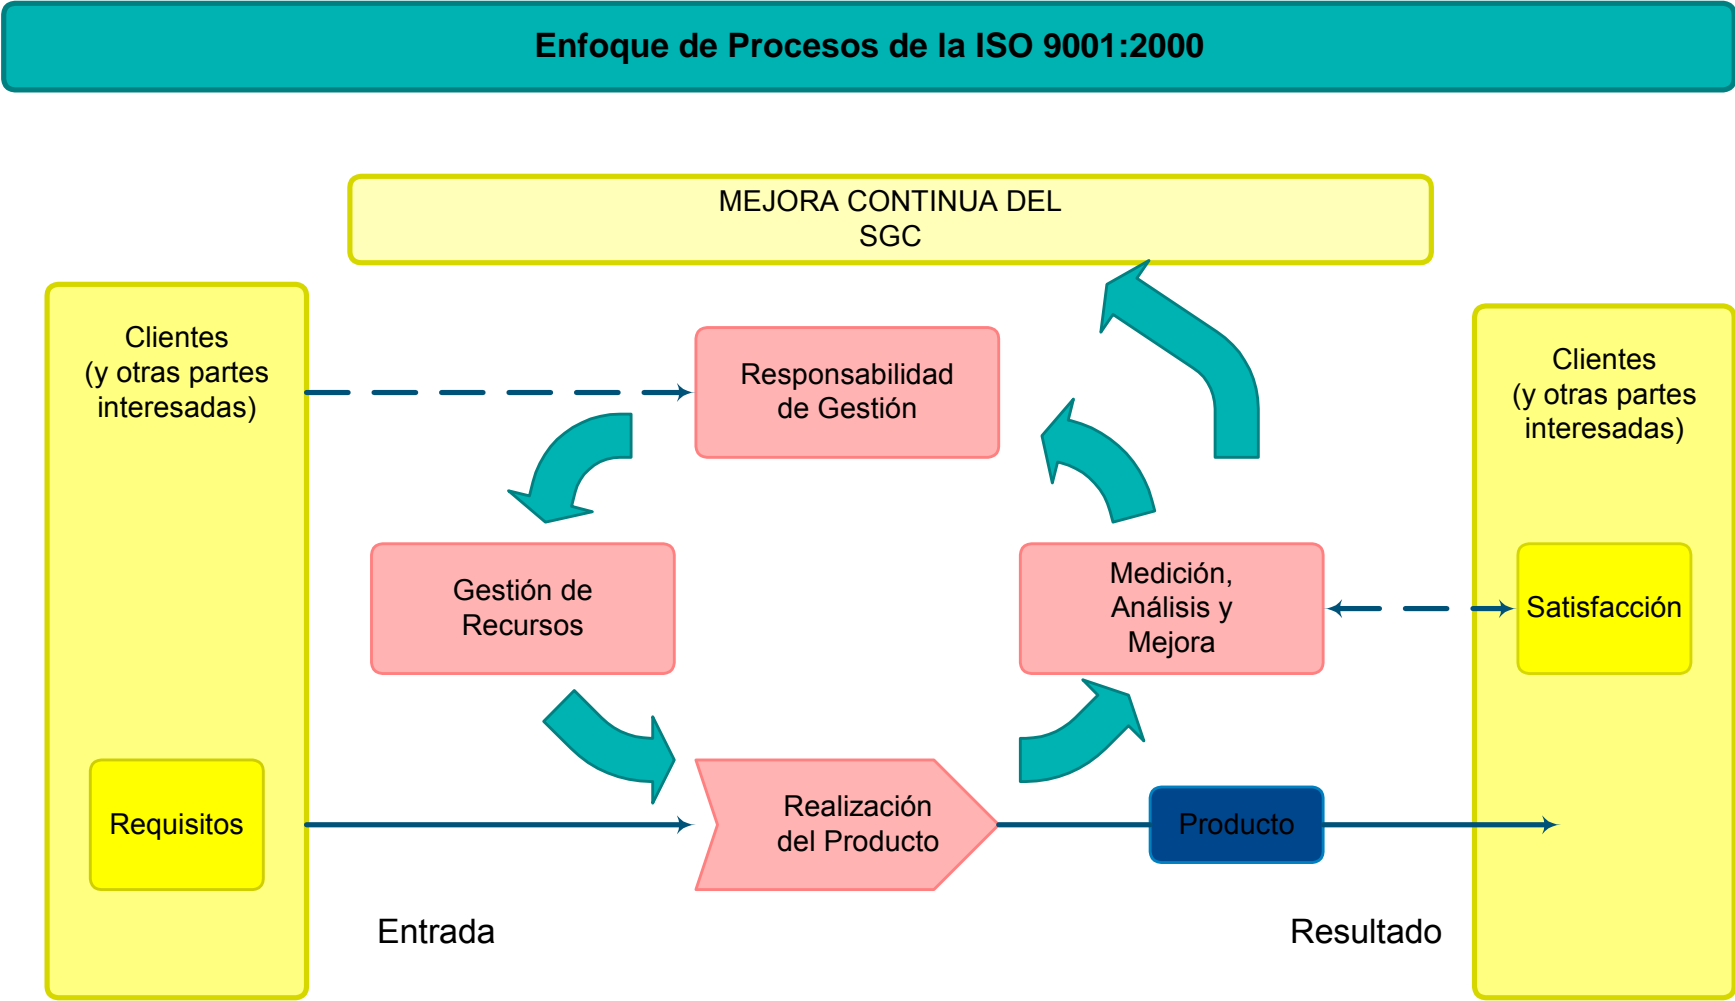 Enfoque de Procesos de la ISO 9001:2000
MEJORA CONTINUA DEL
SGC
Clientes
(y otras partes
interesadas)
Responsabilidad
de Gestión
Clientes
(y otras partes
interesadas)
Gestión de
Recursos
Medición,
Análisis y
Mejora
Satisfacción
Requisitos
Realización
del Producto
Producto
Entrada
Resultado